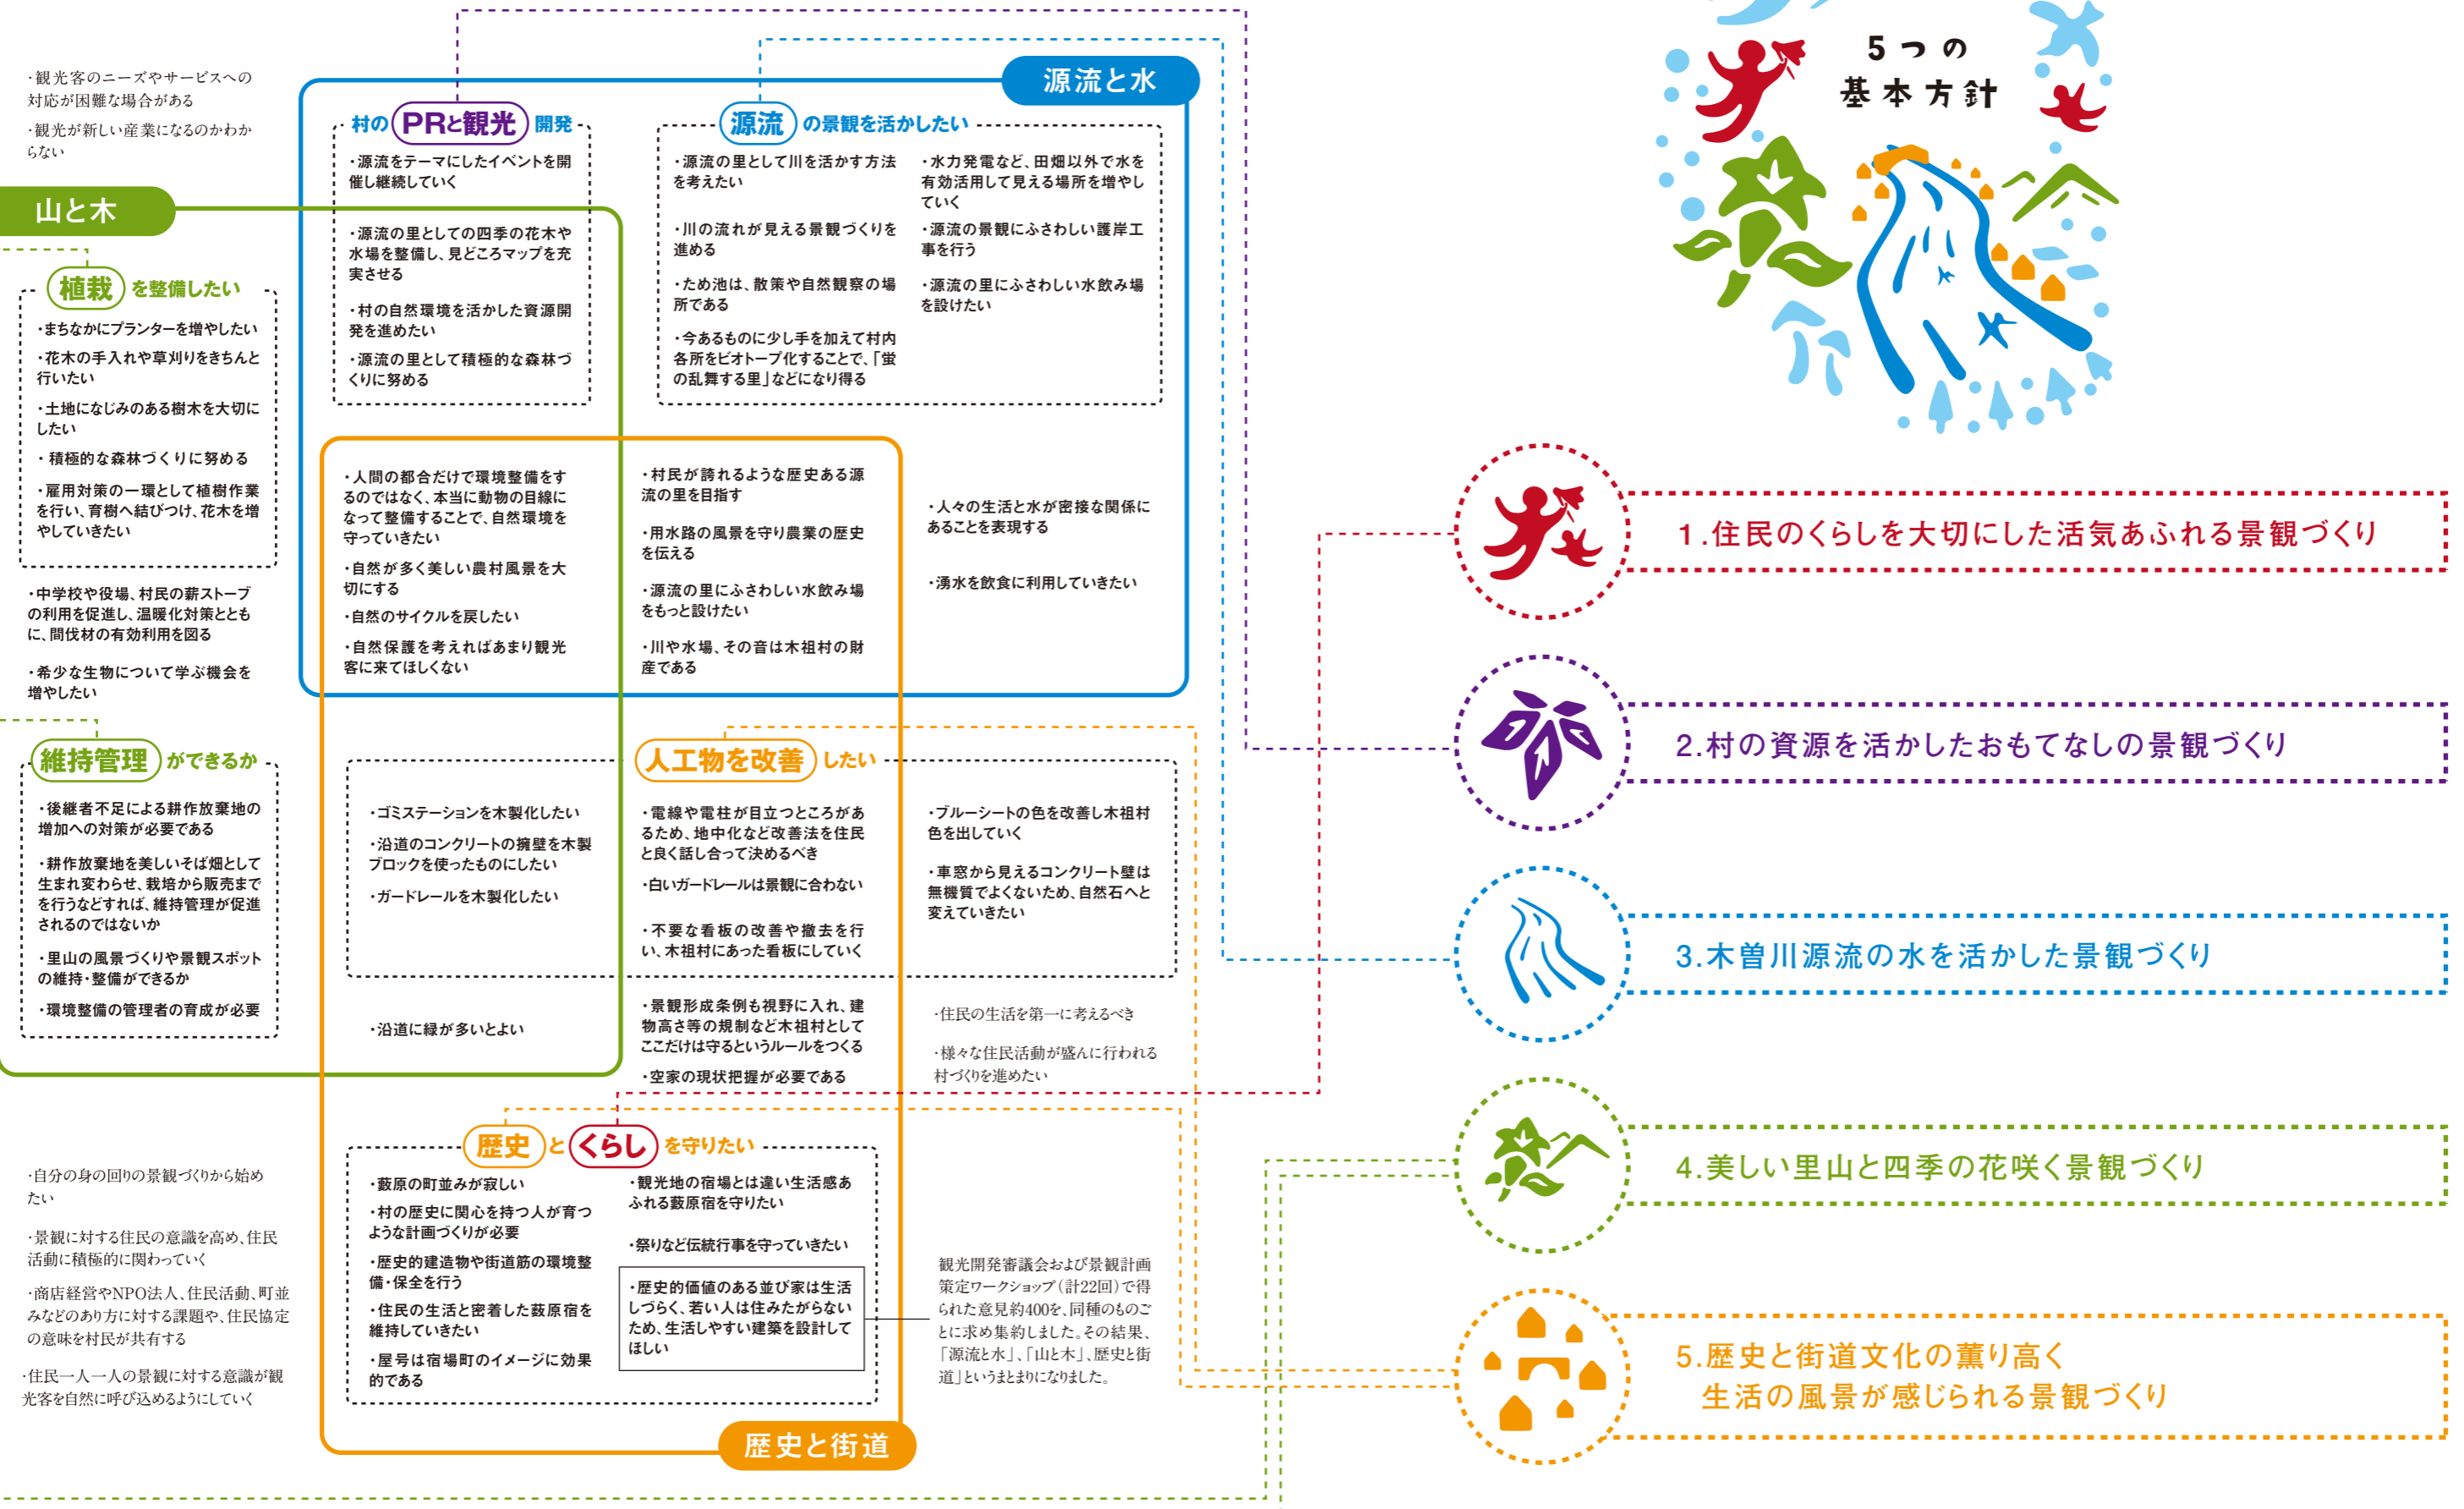 ・観光客のニーズやサービスへの
対応が困難な場合がある
・観光が新しい産業になるのかわか
らない
山と木
植栽を整備したい
・まちなかにプランターを増やしたい
・花木の手入れや草刈りをきちんと
行いたい
・土地になじみのある樹木を大切に
したい
・積極的な森林づくりに努める
・雇用対策の一環として植樹作業
を行い、育樹へ結びつけ、花木を増
やしていきたい
・中学校や役場、村民の薪ストーブ
の利用を促進し、温暖化対策ととも
に、間伐材の有効利用を図る
・希少な生物について学ぶ機会を
増やしたい
維持管理ができるか
・後継者不足による耕作放棄地の
増加への対策が必要である
・耕作放棄地を美しいそば畑として
生まれ変わらせ、栽培から販売まで
を行うなどすれば、維持管理が促進
されるのではないか
・里山の風景づくりや景観スポット
の維持・整備ができるか
・環境整備の管理者の育成が必要
・自分の身の回りの景観づくりから始め
たい
・景観に対する住民の意識を高め、住民
活動に積極的に関わっていく
・商店経営やNPO法人、住民活動、町並
みなどのあり方に対する課題や、住民協定
の意味を村民が共有する
・住民一人一人の景観に対する意識が観
光客を自然に呼び込めるようにしていく
源流と水
村のPRと観光開発
・源流をテーマにしたイベントを開
催し継続していく
・源流の里としての四季の花木や
水場を整備し、見どころマップを充
実させる
・村の自然環境を活かした資源開
発を進めたい
・源流の里として積極的な森林づ
くりに努める
源流の景観を活かしたい
・源流の里として川を活かす方法
を考えたい
・川の流れが見える景観づくりを
進める
・ため池は、散策や自然観察の場
所である
・今あるものに少し手を加えて村内
各所をビオトープ化することで、「蛍
の乱舞する里」などになり得る
・水力発電など、田畑以外で水を
有効活用して見える場所を増やし
ていく
・源流の景観にふさわしい護岸工
事を行う
・源流の里にふさわしい水飲み場
を設けたい
・人間の都合だけで環境整備をす
るのではなく、本当に動物の目線に
なって整備することで、自然環境を
守っていきたい
・自然が多く美しい農村風景を大
切にする
・自然のサイクルを戻したい
・自然保護を考えればあまり観光
客に来てほしくない
・村民が誇れるような歴史ある源
流の里を目指す
・用水路の風景を守り農業の歴史
を伝える
・源流の里にふさわしい水飲み場
をもっと設けたい
・川や水場、その音は木祖村の財
産である
・人々の生活と水が密接な関係に
あることを表現する
・湧水を飲食に利用していきたい
人工物を改善したい
・ゴミステーションを木製化したい
・沿道のコンクリートの擁壁を木製
ブロックを使ったものにしたい
・ガードレールを木製化したい
・電線や電柱が目立つところがあ
るため、地中化など改善法を住民
と良く話し合って決めるべき
・白いガードレールは景観に合わない
・不要な看板の改善や撤去を行
い、木祖村にあった看板にしていく
・ブルーシートの色を改善し木祖村
色を出していく
・車窓から見えるコンクリート壁は
無機質でよくないため、自然石へと
変えていきたい
・沿道に緑が多いとよい
・景観形成条例も視野に入れ、建
物高さ等の規制など木祖村として
ここだけは守るというルールをつくる
・空家の現状把握が必要である
・住民の生活を第一に考えるべき
・様々な住民活動が盛んに行われる
村づくりを進めたい
歴史とくらしを守りたい
・藪原の町並みが寂しい
・村の歴史に関心を持つ人が育つ
ような計画づくりが必要
・歴史的建造物や街道筋の環境整
備・保全を行う
・住民の生活と密着した藪原宿を
維持していきたい
・屋号は宿場町のイメージに効果
的である
・観光地の宿場とは違い生活感あ
ふれる藪原宿を守りたい
・祭りなど伝統行事を守っていきたい
・歴史的価値のある並び家は生活
しづらく、若い人は住みたがらない
ため、生活しやすい建築を設計して
ほしい
観光開発審議会および景観計画
策定ワークショップ（計22回）で得
られた意見約400を、同種のものご
とに求め集約しました。その結果、
「源流と水」、「山と木」、歴史と街
道」というまとまりになりました。
歴史と街道
5つの
基本方針
1.住民のくらしを大切にした活気あふれる景観づくり
2.村の資源を活かしたおもてなしの景観づくり
3.木曽川源流の水を活かした景観づくり
4.美しい里山と四季の花咲く景観づくり
5.歴史と街道文化の薫り高く
生活の風景が感じられる景観づくり